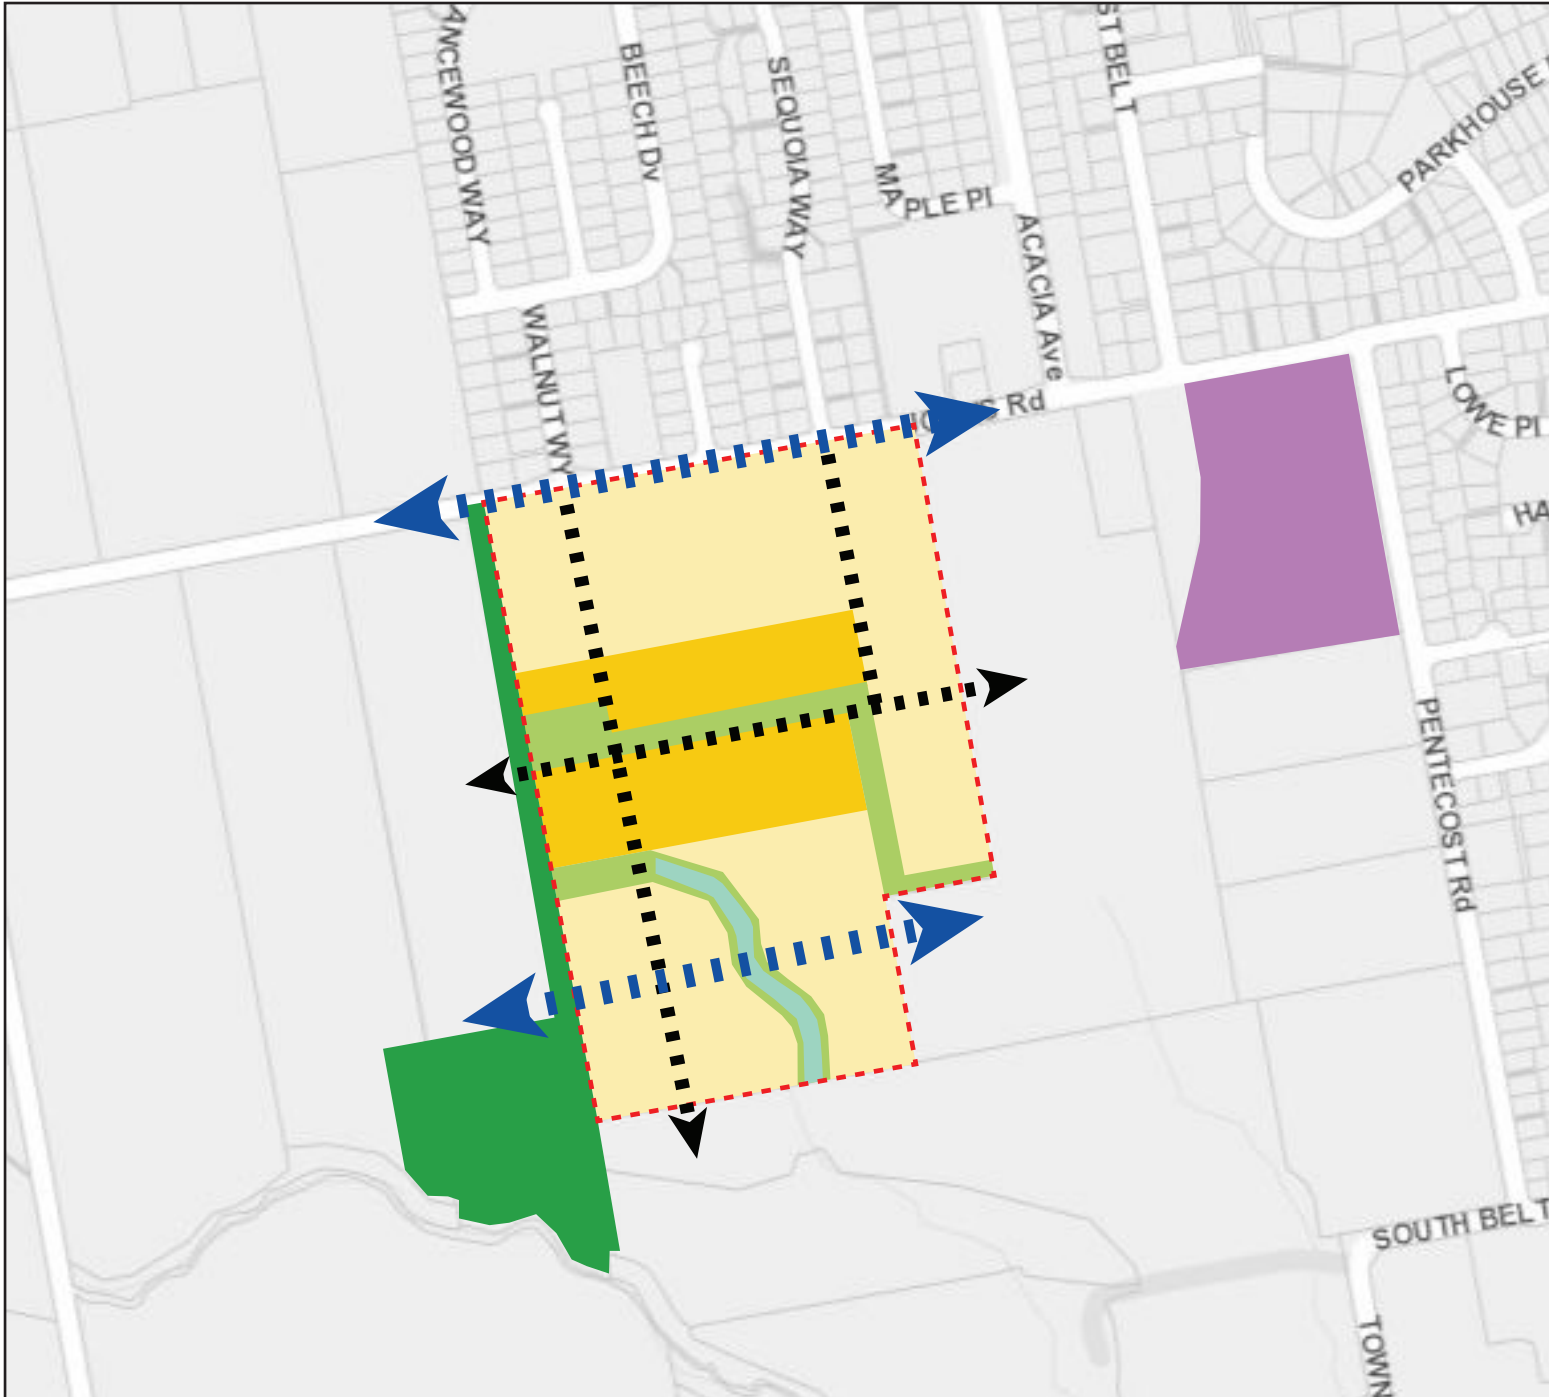 ANCEWOOD WAY
BEECH Dv
SEQUOIA WAY
MAPLE Pl
ACACIA Ave
ST BELT
PARKHOUSE
WALNUT WY
Rd
LOWE Pl
HA
PENTECOST Rd
SOUTH BELT
TOWN